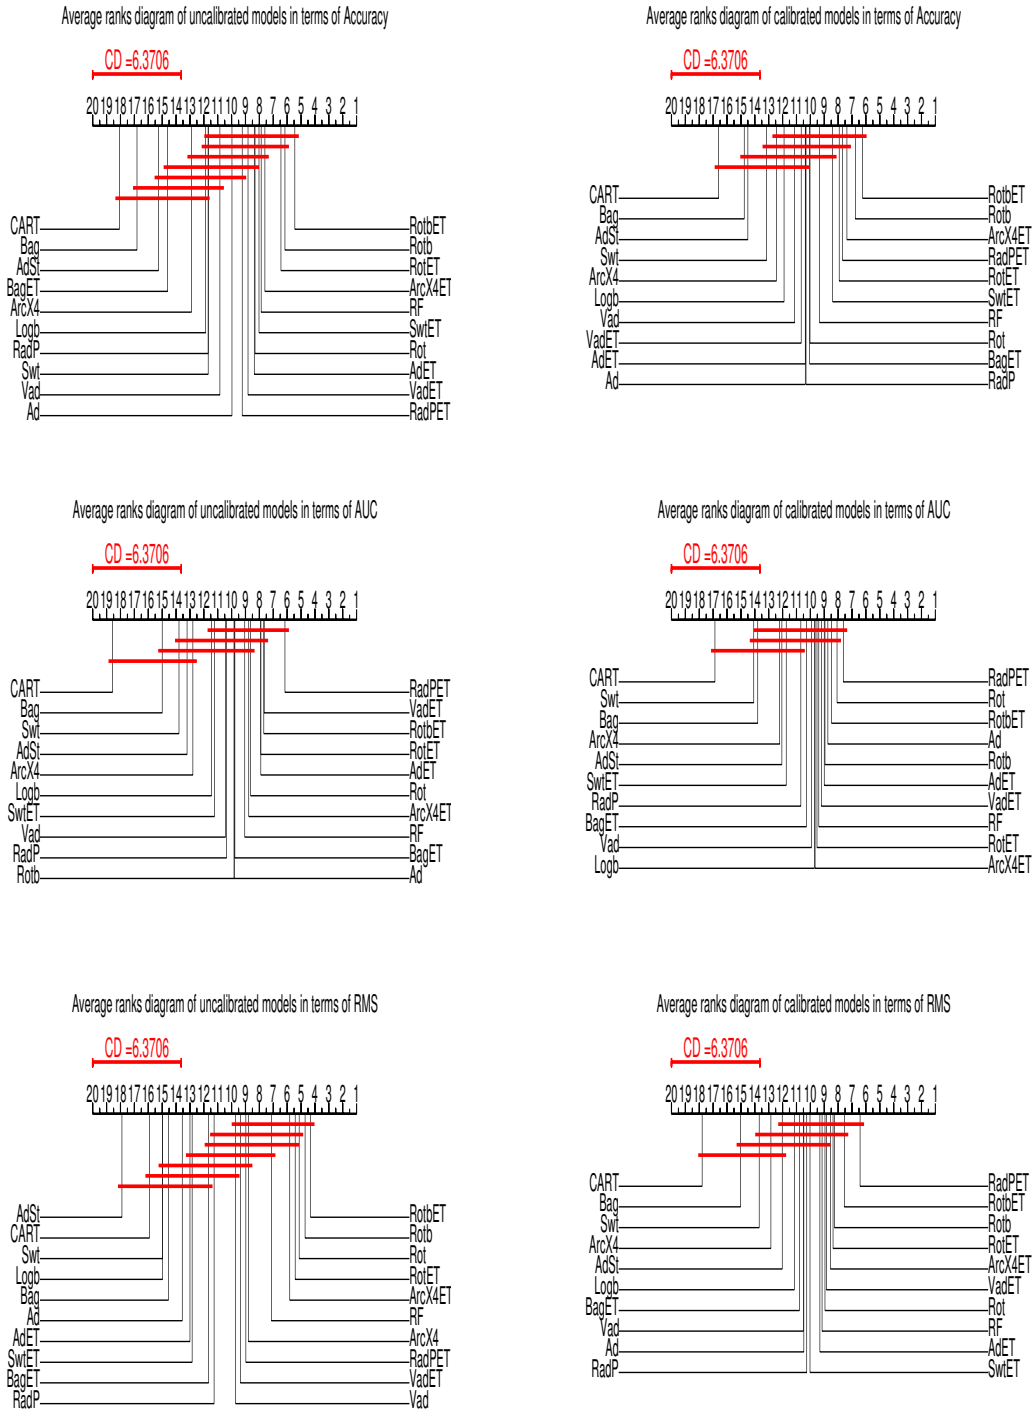 Average ranks diagram of uncalibrated models in terms of Accuracy
CD =6.3706
20 19 18 17 16 15 14 13 12 11 10 9 8 7 6 5 4 3 2 1
CART RotbET
Bag Rotb
AdSt RotET
BagET ArcX4ET
ArcX4 RF
Logb SwtET
RadP Rot
Swt AdET
Vad VadET
Ad RadPET
Average ranks diagram of calibrated models in terms of Accuracy
CD =6.3706
20 19 18 17 16 15 14 13 12 11 10 9 8 7 6 5 4 3 2 1
CART RotbET
Bag Rotb
AdSt ArcX4ET
Swt RadPET
ArcX4 RotET
Logb SwtET
Vad RF
VadET Rot
AdET BagET
Ad RadP
Average ranks diagram of uncalibrated models in terms of AUC
CD =6.3706
20 19 18 17 16 15 14 13 12 11 10 9 8 7 6 5 4 3 2 1
CART RadPET
Bag VadET
Swt RotbET
AdSt RotET
ArcX4 AdET
Logb Rot
SwtET ArcX4ET
Vad RF
RadP BagET
Rotb Ad
Average ranks diagram of calibrated models in terms of AUC
CD =6.3706
20 19 18 17 16 15 14 13 12 11 10 9 8 7 6 5 4 3 2 1
CART RadPET
Swt Rot
Bag RotbET
ArcX4 Ad
AdSt Rotb
SwtET AdET
RadP VadET
BagET RF
Vad RotET
Logb ArcX4ET
Average ranks diagram of uncalibrated models in terms of RMS
CD =6.3706
20 19 18 17 16 15 14 13 12 11 10 9 8 7 6 5 4 3 2 1
AdSt RotbET
CART Rotb
Swt Rot
Logb RotET
Bag ArcX4ET
Ad RF
AdET ArcX4
SwtET RadPET
BagET VadET
RadP Vad
Average ranks diagram of calibrated models in terms of RMS
CD =6.3706
20 19 18 17 16 15 14 13 12 11 10 9 8 7 6 5 4 3 2 1
CART RadPET
Bag RotbET
Swt Rotb
ArcX4 RotET
AdSt ArcX4ET
Logb VadET
BagET Rot
Vad RF
Ad AdET
RadP SwtET